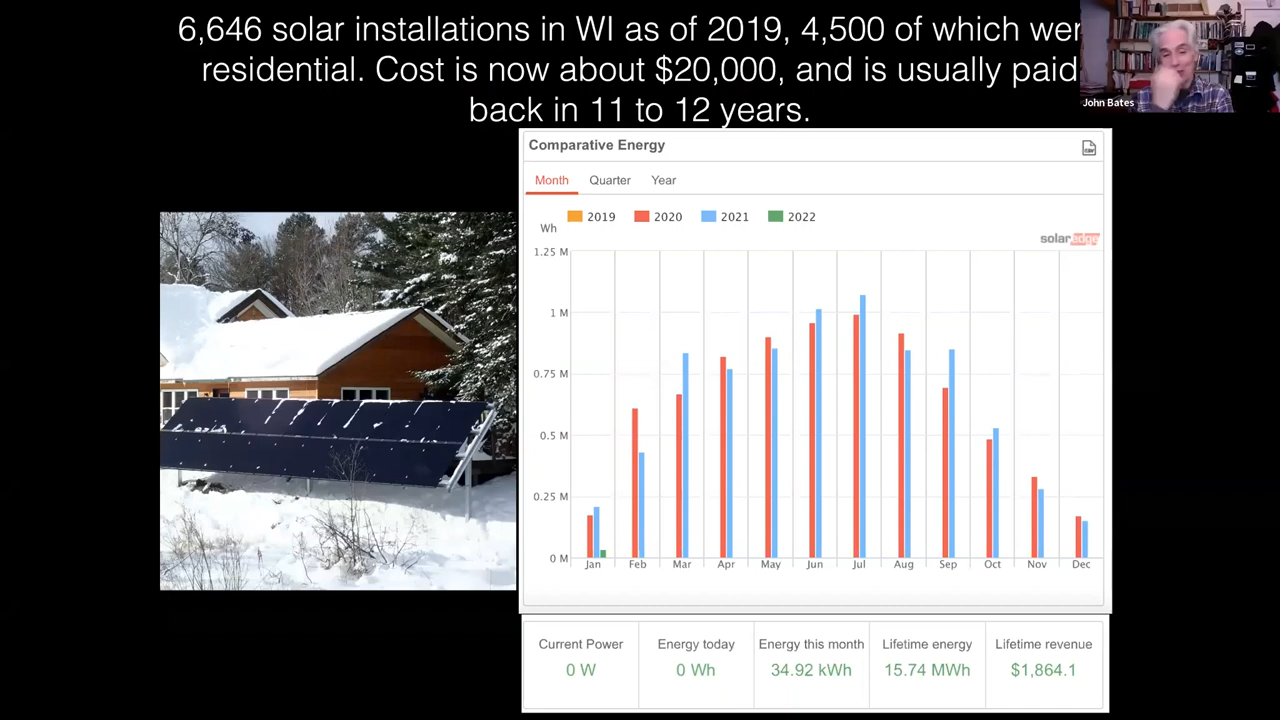 6,646 solar installations in WI as of 2019, 4,500 of which wer
residential. Cost is now about $20,000, and is usually paid
back in 11 to 12 years.
John Bates
Comparative Energy
Month Quarter Year
2019 2020 2021 2022
Wh
solaredge
1.25 M
1 M
0.75 M
0.5 M
0.25 M
0 M
Jan Feb Mar Apr May Jun Jul Aug Sep Oct Nov Dec
Current Power Energy today Energy this month Lifetime energy Lifetime revenue
0 W 0 Wh 34.92 kWh 15.74 MWh $1,864.1